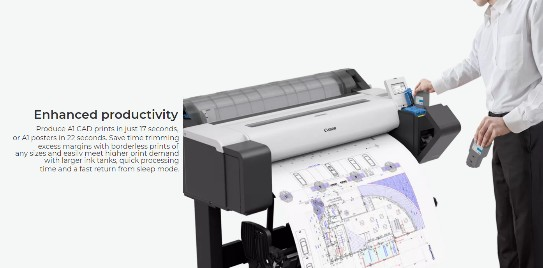 Enhanced productivity
Produce A1 CAD prints in just 17 seconds,
or A1 posters in 22 seconds. Save time trimming
excess margins with borderless prints of
any sizes and easily meet higher print demand
with larger ink tanks, quick processing
time and a fast return from sleep mode.
Canon